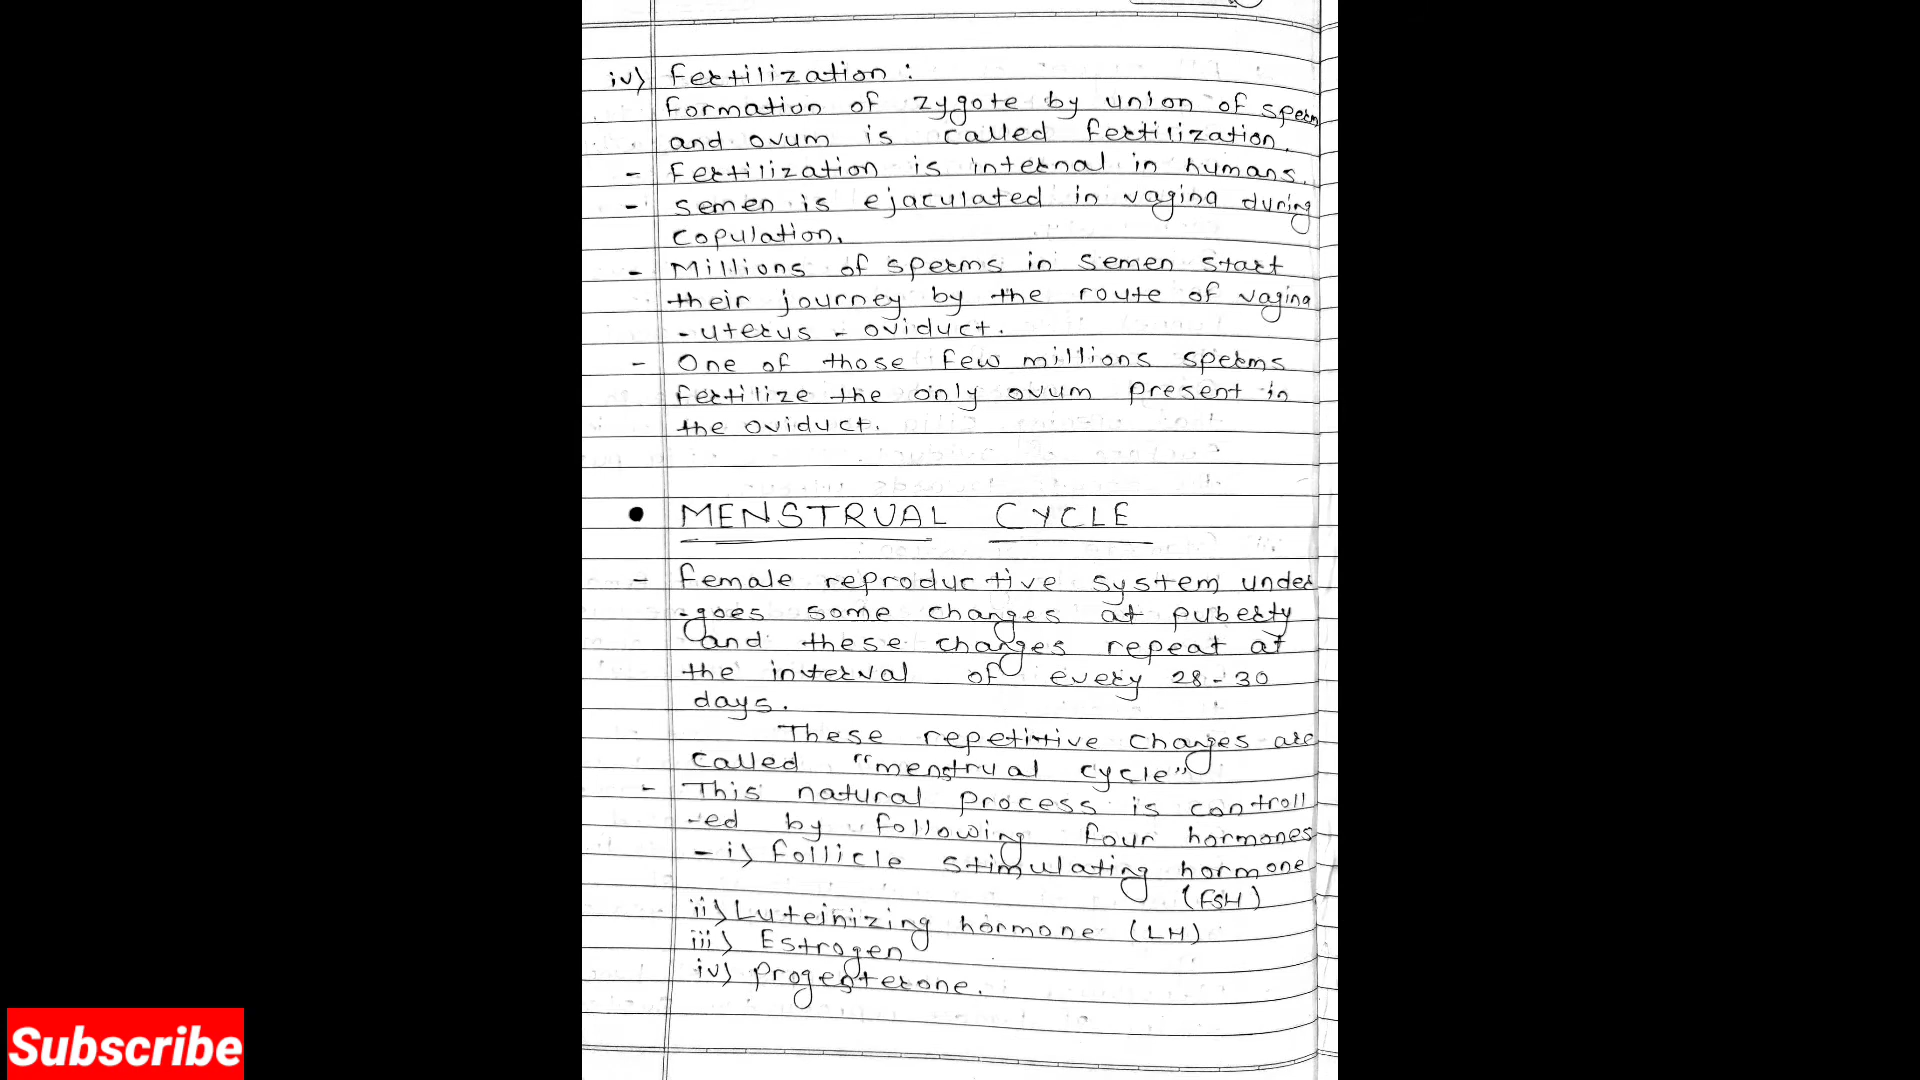 iv) Fertilization :
Formation of zygote by union of sperm
and ovum is called fertilization.
- Fertilization is internal in humans.
- semen is ejaculated in vagina during
copulation.
- Millions of sperms in semen start
their journey by the route of vagina
- uterus - oviduct.
- One of those few millions sperms
fertilize the only ovum present in
the oviduct.
• MENSTRUAL CYCLE
- Female reproductive system under
-goes some changes at puberty
and these changes repeat at
the interval of every 28-30
days.
These repetitive changes are
called "menstrual cycle"
- This natural process is controll
-ed by following four hormones
- i) Follicle stimulating hormone
(FSH)
ii) Luteinizing hormone (LH)
iii) Estrogen
iv) Progesterone.
Subscribe